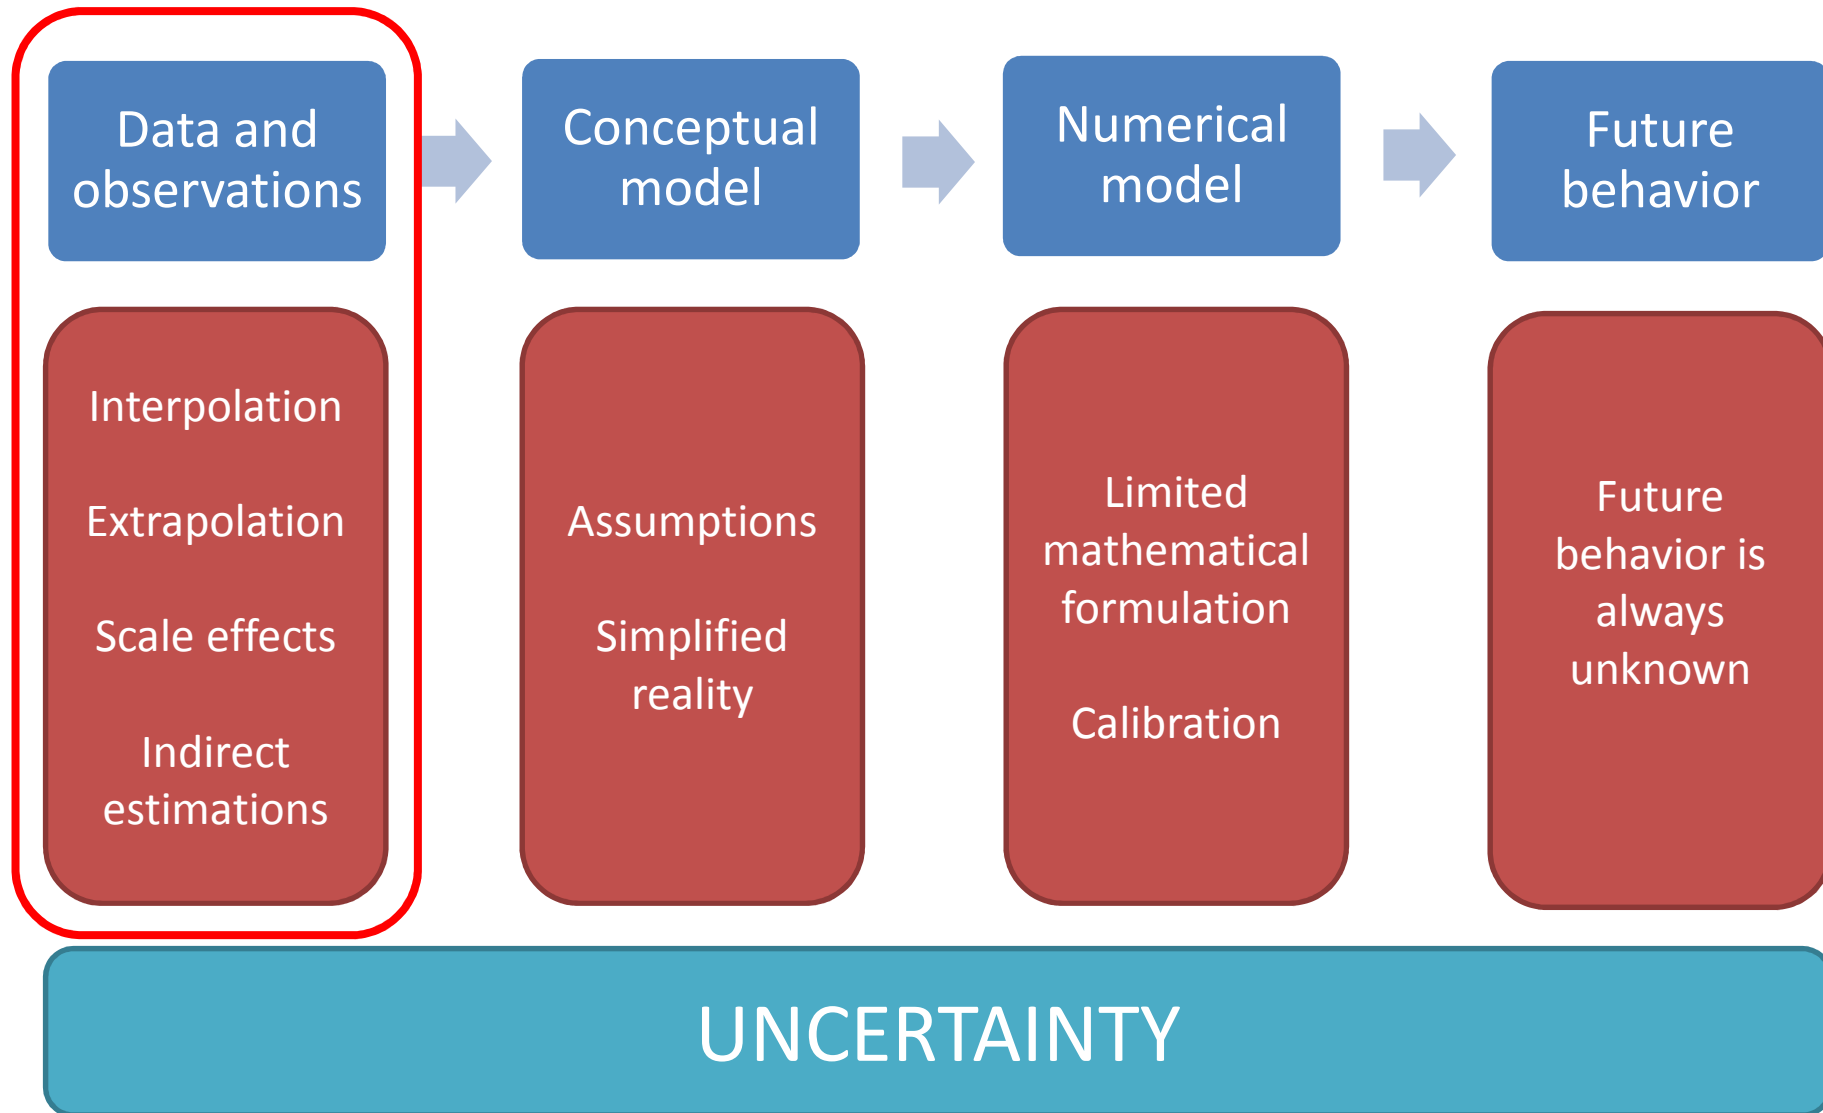 Data and
observations
Conceptual
model
Numerical
model
Future
behavior
Interpolation
Extrapolation
Scale effects
Indirect
estimations
Assumptions
Simplified
reality
Limited
mathematical
formulation
Calibration
Future
behavior is
always
unknown
UNCERTAINTY